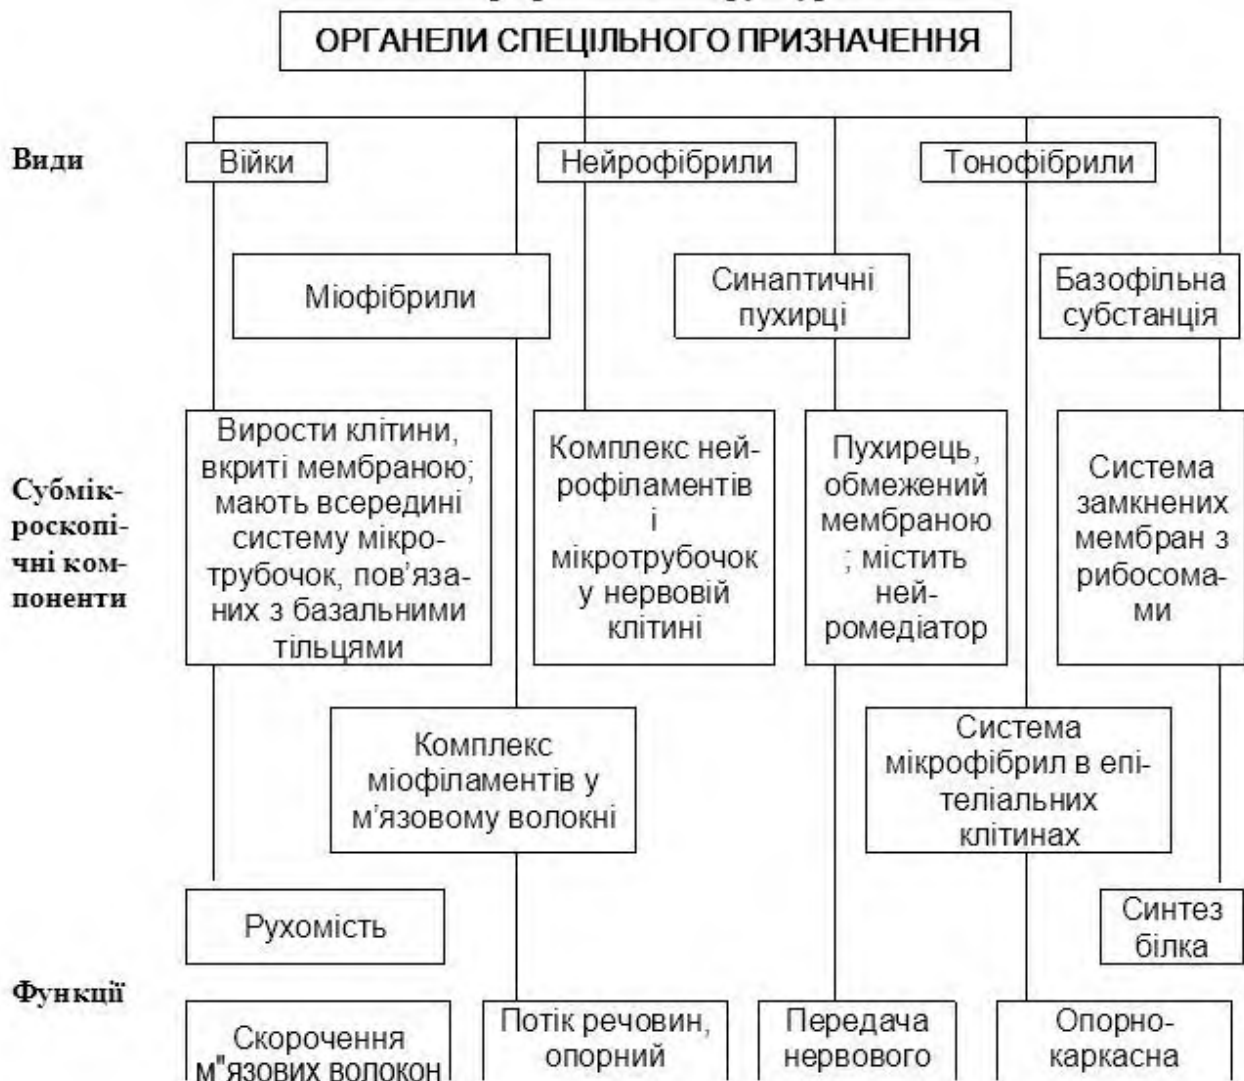 ОРГАНЕЛИ СПЕЦІЛЬНОГО ПРИЗНАЧЕННЯ
Види
Війки
Нейрофібрили
Тонофібрили
Міофібрили
Синаптичні
пухирці
Базофільна
субстанція
Субмік-
роскопі-
чні ком-
поненти
Вирости клітини,
вкриті мембраною;
мають всередині
систему мікро-
трубочок, пов'яза-
них з базальними
тільцями
Комплекс ней-
рофіламентів
і
мікротрубочок
у нервовій
клітині
Пухирець,
обмежений
мембраною
; містить
ней-
ромедіатор
Система
замкнених
мембран з
рибосома-
ми
Комплекс
міофіламентів у
м'язовому волокні
Система
мікрофібрил в епі-
теліальних
клітинах
Рухомість
Синтез
білка
Функції
Скорочення
м"язових волокон
Потік речовин,
опорний
Передача
нервового
Опорно-
каркасна